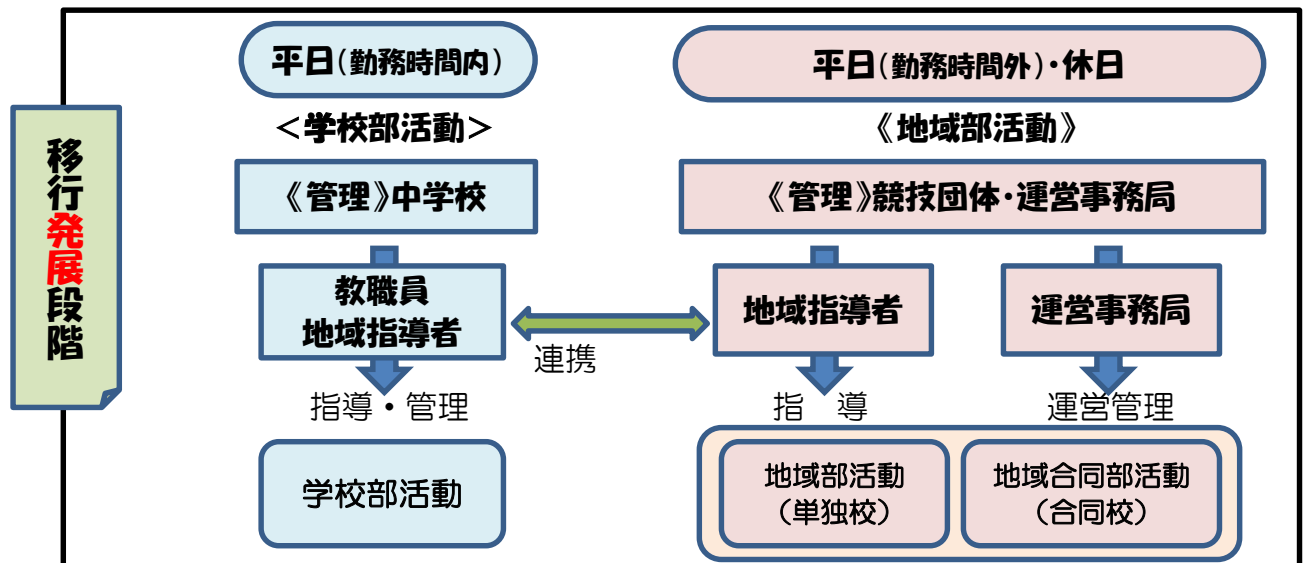 移行発展段階
平日(勤務時間内)
平日(勤務時間外)・休日
＜学校部活動＞
《地域部活動》
《管理》中学校
《管理》競技団体・運営事務局
教職員
地域指導者
連携
地域指導者
運営事務局
指導・管理
指　導
運営管理
学校部活動
地域部活動
（単独校）
地域合同部活動
（合同校）